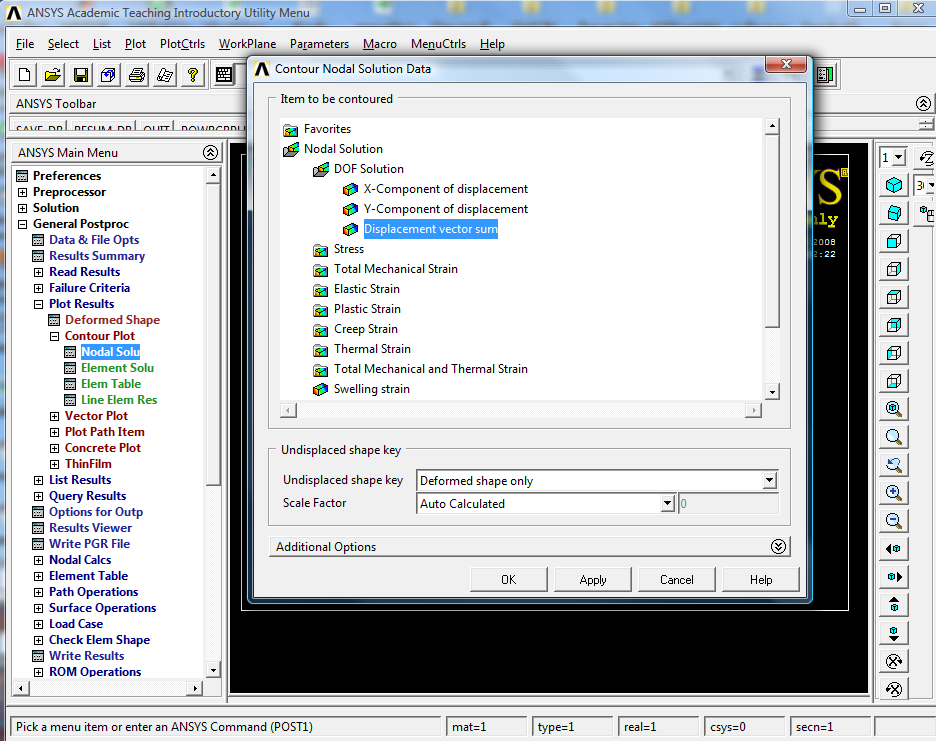 ANSYS Academic Teaching Introductory Utility Menu
File Select List Plot PlotCtrls WorkPlane Parameters Macro MenuCtrls Help
ANSYS Toolbar
SAVE_DB RESUM_DB QUIT POWRGRPH
ANSYS Main Menu
Preferences
Preprocessor
Solution
General Postproc
Data & File Opts
Results Summary
Read Results
Failure Criteria
Plot Results
Deformed Shape
Contour Plot
Nodal Solu
Element Solu
Elem Table
Line Elem Res
Vector Plot
Plot Path Item
Concrete Plot
ThinFilm
List Results
Query Results
Options for Outp
Results Viewer
Write PGR File
Nodal Calcs
Element Table
Path Operations
Surface Operations
Load Case
Check Elem Shape
Write Results
ROM Operations
Contour Nodal Solution Data
Item to be contoured
Favorites
Nodal Solution
DOF Solution
X-Component of displacement
Y-Component of displacement
Displacement vector sum
Stress
Total Mechanical Strain
Elastic Strain
Plastic Strain
Creep Strain
Thermal Strain
Total Mechanical and Thermal Strain
Swelling strain
Undisplaced shape key
Undisplaced shape key Deformed shape only
Scale Factor Auto Calculated 0
Additional Options
OK Apply Cancel Help
YS
nly
2008
2:22
1
Pick a menu item or enter an ANSYS Command (POST1) mat=1 type=1 real=1 csys=0 secn=1